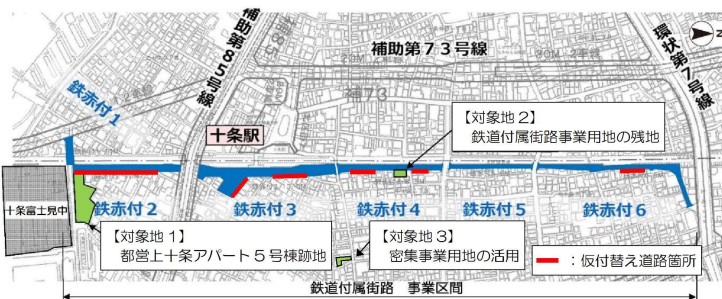 補助第85号線
補助第73号線
環状第7号線
N
鉄赤付1
十条駅
【対象地2】
鉄道付属街路事業用地の残地
補73
十条富士見中
鉄赤付2
鉄赤付3
鉄赤付4
鉄赤付5
鉄赤付6
【対象地1】
都営上十条アパート5号棟跡地
【対象地3】
密集事業用地の活用
：仮付替え道路箇所
鉄道付属街路 事業区間